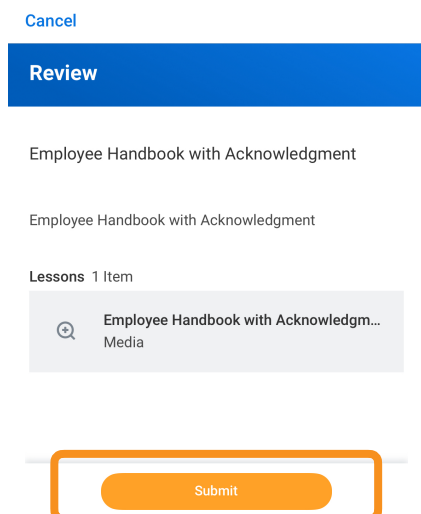 Cancel
Review
Employee Handbook with Acknowledgment
Employee Handbook with Acknowledgment
Lessons 1 Item
Employee Handbook with Acknowledgm...
Media
Submit